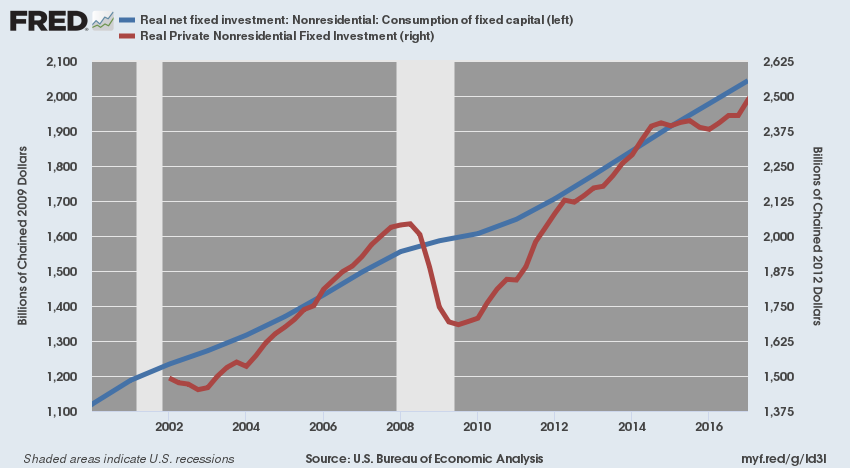 FRED
Real net fixed investment: Nonresidential: Consumption of fixed capital (left)
Real Private Nonresidential Fixed Investment (right)
2,100
2,000
1,900
1,800
1,700
1,600
1,500
1,400
1,300
1,200
1,100
Billions of Chained 2009 Dollars
2,625
2,500
2,375
2,250
2,125
2,000
1,875
1,750
1,625
1,500
1,375
Billions of Chained 2012 Dollars
2002 2004 2006 2008 2010 2012 2014 2016
Shaded areas indicate U.S. recessions
Source: U.S. Bureau of Economic Analysis